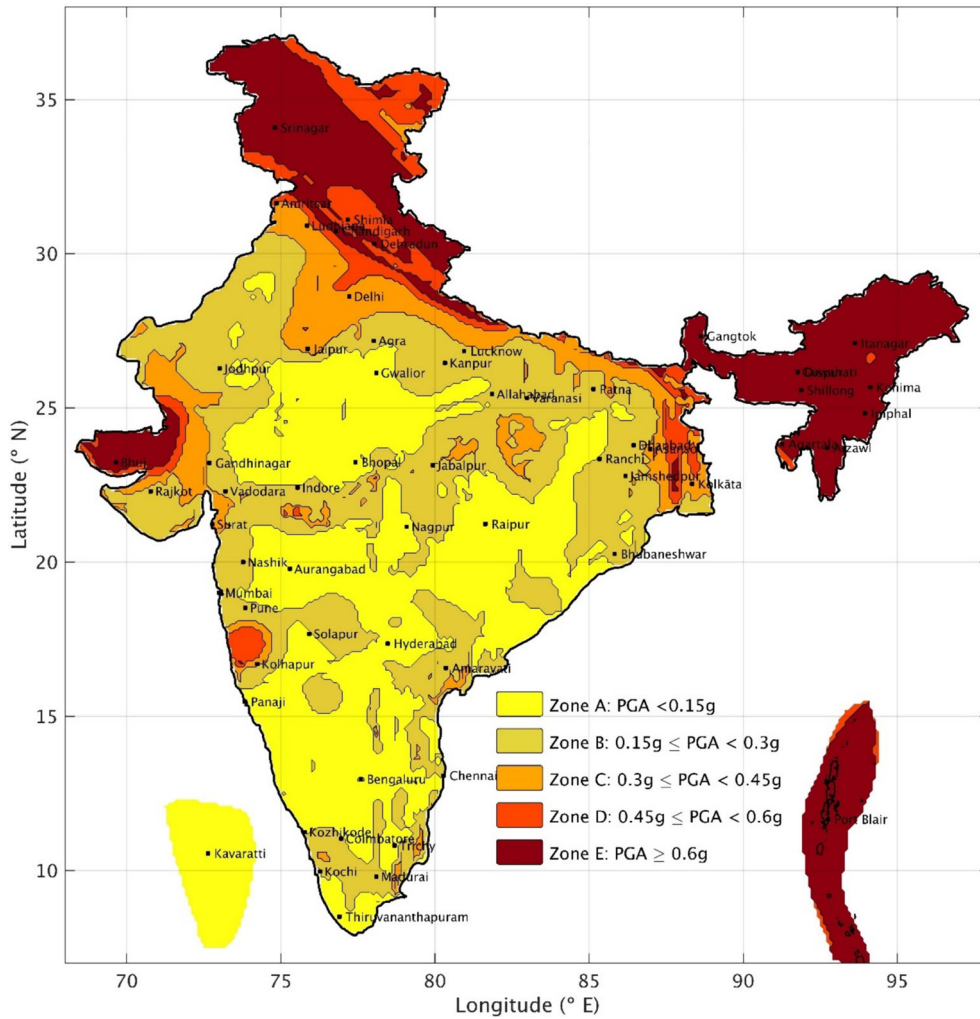 35
Srinagar
Amritsar
Shimla
Ludhiana
Chandigarh
Dehradun
30
Delhi
Jaipur
Agra
Lucknow
Kanpur
Gangtok
Itanagar
Jodhpur
Gwalior
Allahabad
Varanasi
Patna
Shillong
Kohima
25
Imphal
Bhuj
Gandhinagar
Bhopal
Jabalpur
Ranchi
Dhanbad
Agartala
Aizawl
Rajkot
Vadodara
Indore
Jamshedpur
Kolkāta
Surat
Nagpur
Raipur
Bhubaneshwar
20
Nashik
Aurangabad
Mumbai
Pune
Solapur
Hyderabad
Kolhapur
Amaravati
15
Panaji
Zone A: PGA <0.15g
Zone B: 0.15g ≤ PGA < 0.3g
Bengaluru
Chennai
Zone C: 0.3g ≤ PGA < 0.45g
Zone D: 0.45g ≤ PGA < 0.6g
Port Blair
Kozhikode
Coimbatore
Trichy
Zone E: PGA ≥ 0.6g
Kavaratti
10
Kochi
Madurai
Thiruvananthapuram
70
75
80
85
90
95
Latitude (° N)
Longitude (° E)